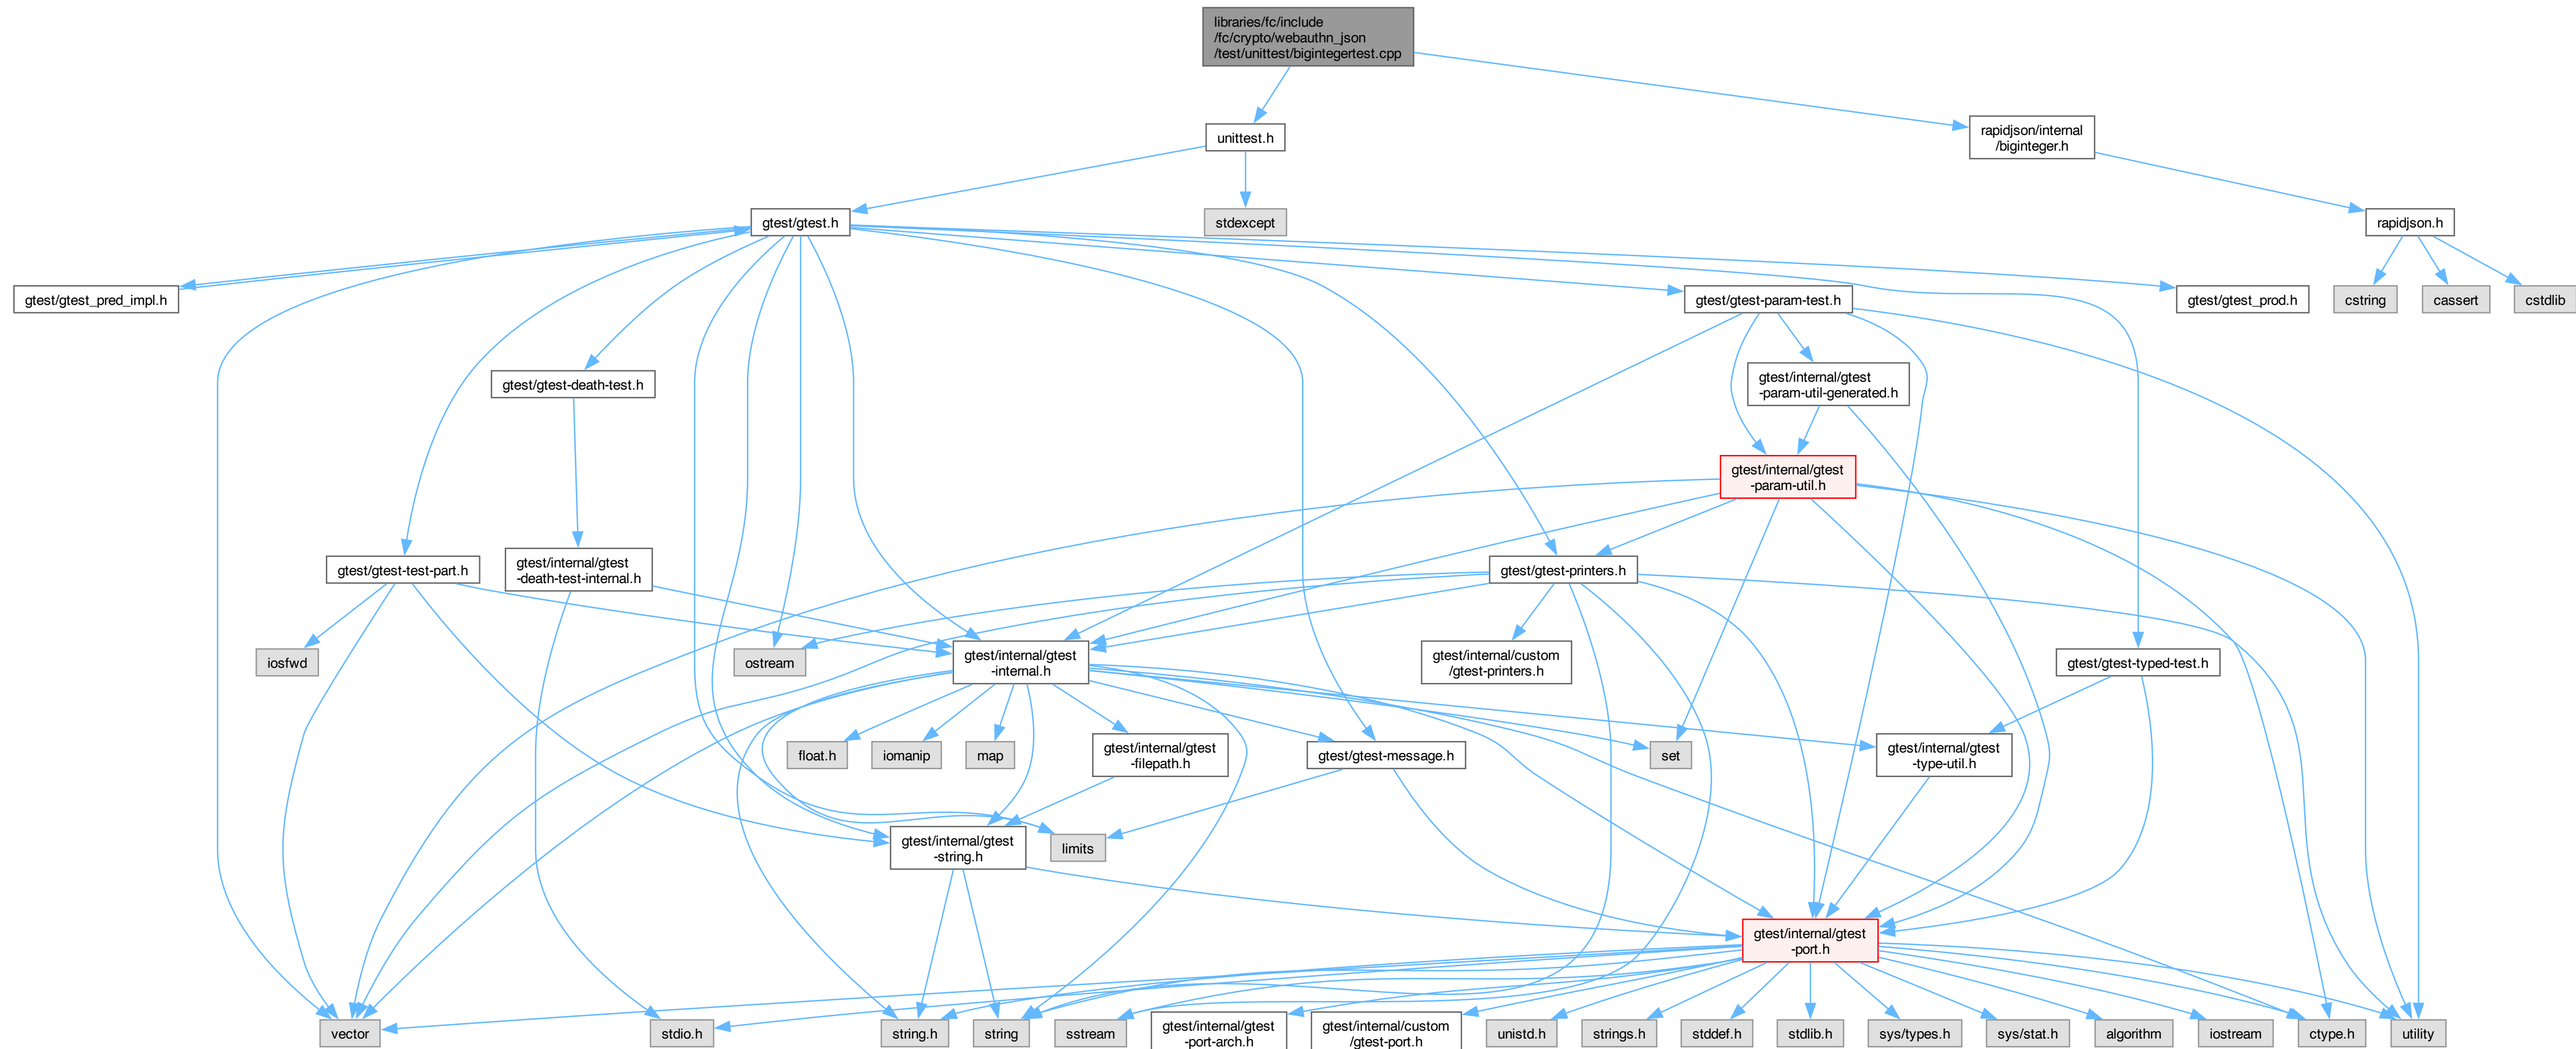 libraries/fc/include
/fc/crypto/webauthn_json
/test/unittest/bigintegertest.cpp
unittest.h
rapidjson/internal
/biginteger.h
gtest/gtest.h
stdexcept
rapidjson.h
gtest/gtest_pred_impl.h
gtest/gtest-param-test.h
gtest/gtest_prod.h
cstring
cassert
cstdlib
gtest/gtest-death-test.h
gtest/internal/gtest
-param-util-generated.h
gtest/internal/gtest
-param-util.h
gtest/gtest-test-part.h
gtest/internal/gtest
-death-test-internal.h
gtest/gtest-printers.h
iosfwd
ostream
gtest/internal/gtest
-internal.h
gtest/internal/custom
/gtest-printers.h
gtest/gtest-typed-test.h
float.h
iomanip
map
gtest/internal/gtest
-filepath.h
gtest/gtest-message.h
set
gtest/internal/gtest
-type-util.h
gtest/internal/gtest
-string.h
limits
gtest/internal/gtest
-port.h
vector
stdio.h
string.h
string
sstream
gtest/internal/gtest
-port-arch.h
gtest/internal/custom
/gtest-port.h
unistd.h
strings.h
stddef.h
stdlib.h
sys/types.h
sys/stat.h
algorithm
iostream
ctype.h
utility